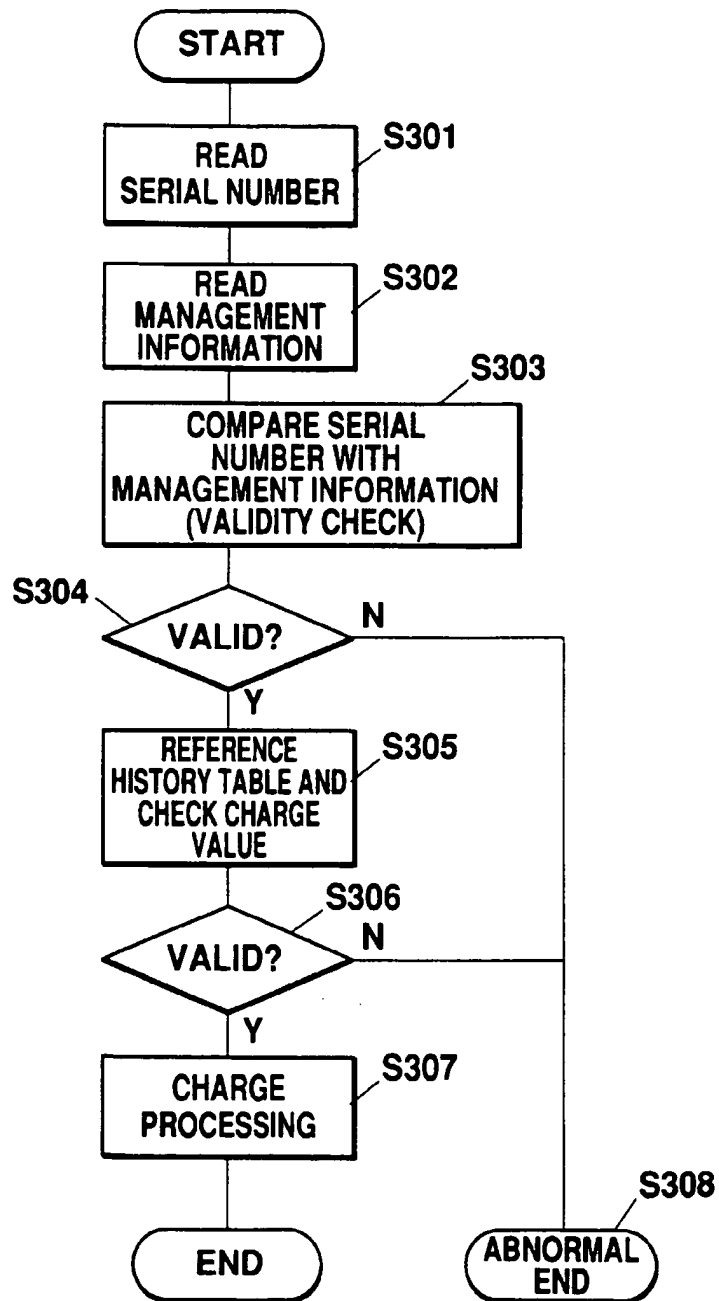 START
S301
READ
SERIAL NUMBER
S302
READ
MANAGEMENT
INFORMATION
S303
COMPARE SERIAL
NUMBER WITH
MANAGEMENT INFORMATION
(VALIDITY CHECK)
S304
VALID?
N
Y
S305
REFERENCE
HISTORY TABLE AND
CHECK CHARGE
VALUE
S306
VALID?
N
Y
S307
CHARGE
PROCESSING
S308
END
ABNORMAL
END